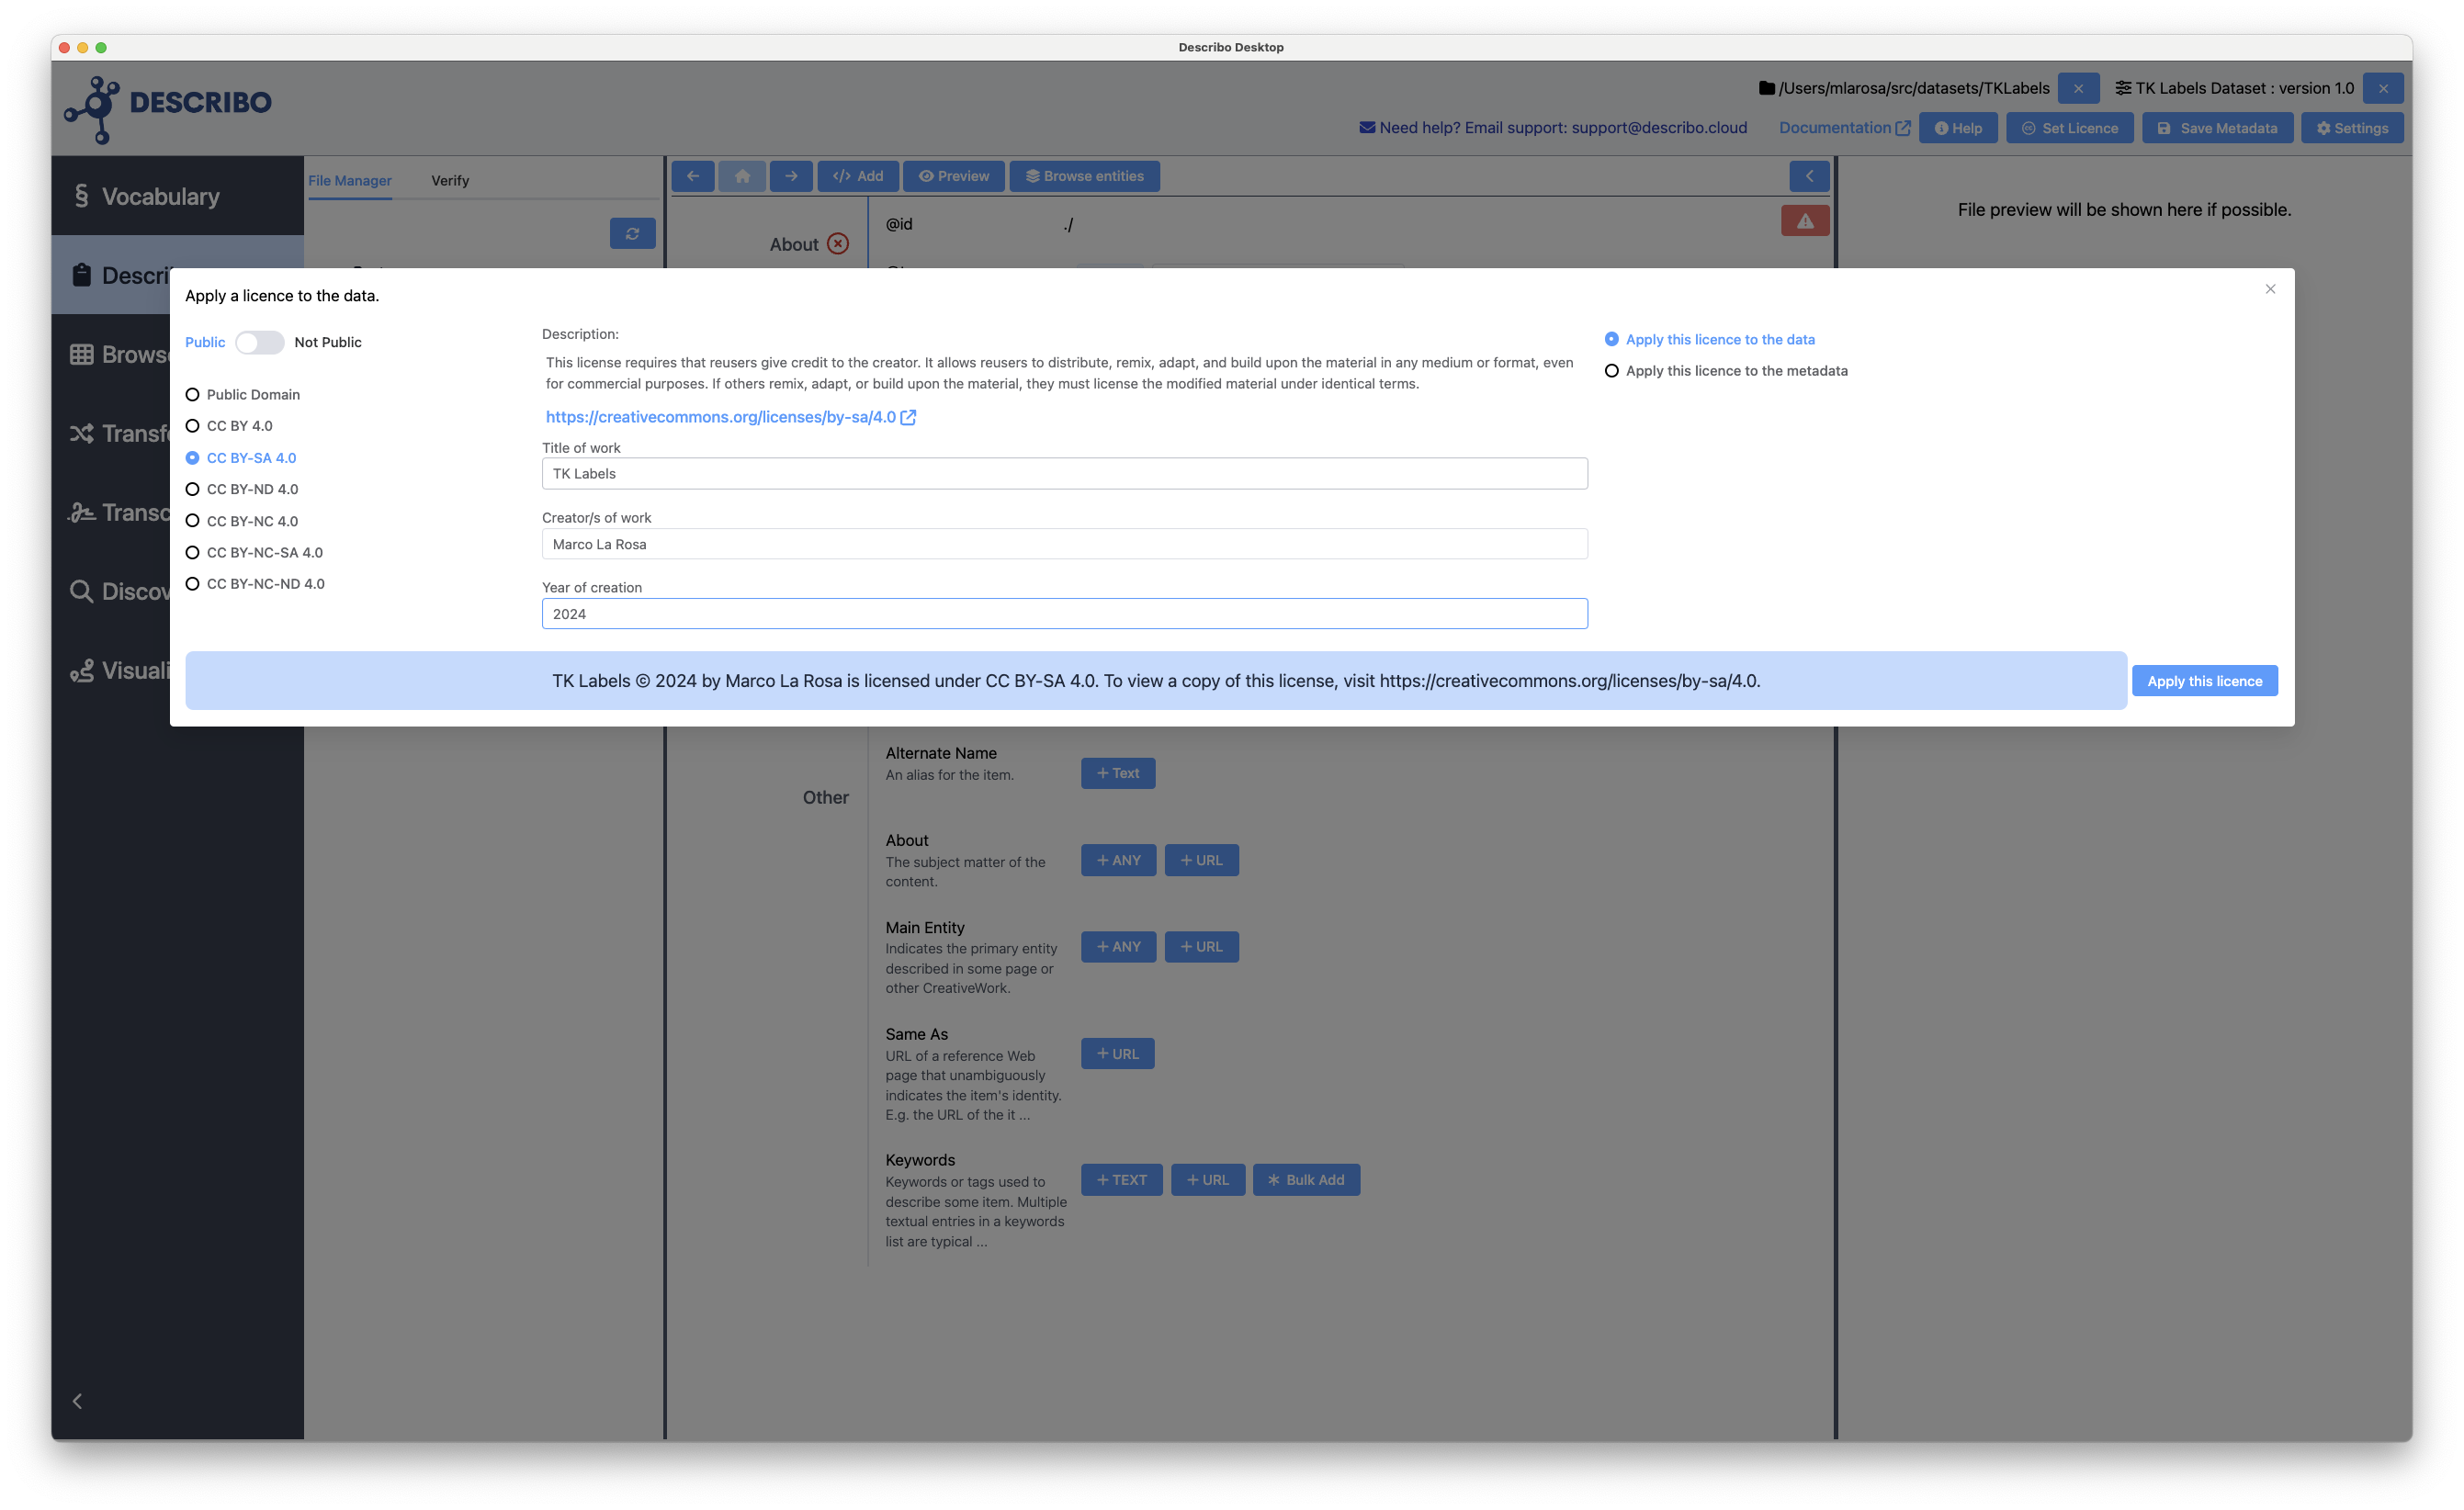 Describo Desktop
DESCRIBO
/Users/mlarosa/src/datasets/TKLabels
TK Labels Dataset : version 1.0
Need help? Email support: support@describo.cloud
Documentation
Help
Set Licence
Save Metadata
Settings
Vocabulary
File Manager
Verify
Add
Preview
Browse entities
File preview will be shown here if possible.
@id
./
About
Descri
Brows
Transf
Transc
Discov
Visuali
Apply a licence to the data.
Public
Not Public
Public Domain
CC BY 4.0
CC BY-SA 4.0
CC BY-ND 4.0
CC BY-NC 4.0
CC BY-NC-SA 4.0
CC BY-NC-ND 4.0
Description:
This license requires that reusers give credit to the creator. It allows reusers to distribute, remix, adapt, and build upon the material in any medium or format, even
for commercial purposes. If others remix, adapt, or build upon the material, they must license the modified material under identical terms.
https://creativecommons.org/licenses/by-sa/4.0
Title of work
TK Labels
Creator/s of work
Marco La Rosa
Year of creation
2024
Apply this licence to the data
Apply this licence to the metadata
TK Labels © 2024 by Marco La Rosa is licensed under CC BY-SA 4.0. To view a copy of this license, visit https://creativecommons.org/licenses/by-sa/4.0.
Apply this licence
Other
Alternate Name
An alias for the item.
+ Text
About
The subject matter of the
content.
+ ANY
+ URL
Main Entity
Indicates the primary entity
described in some page or
other CreativeWork.
+ ANY
+ URL
Same As
URL of a reference Web
page that unambiguously
indicates the item's identity.
E.g. the URL of the it ...
+ URL
Keywords
Keywords or tags used to
describe some item. Multiple
textual entries in a keywords
list are typical ...
+ TEXT
+ URL
Bulk Add